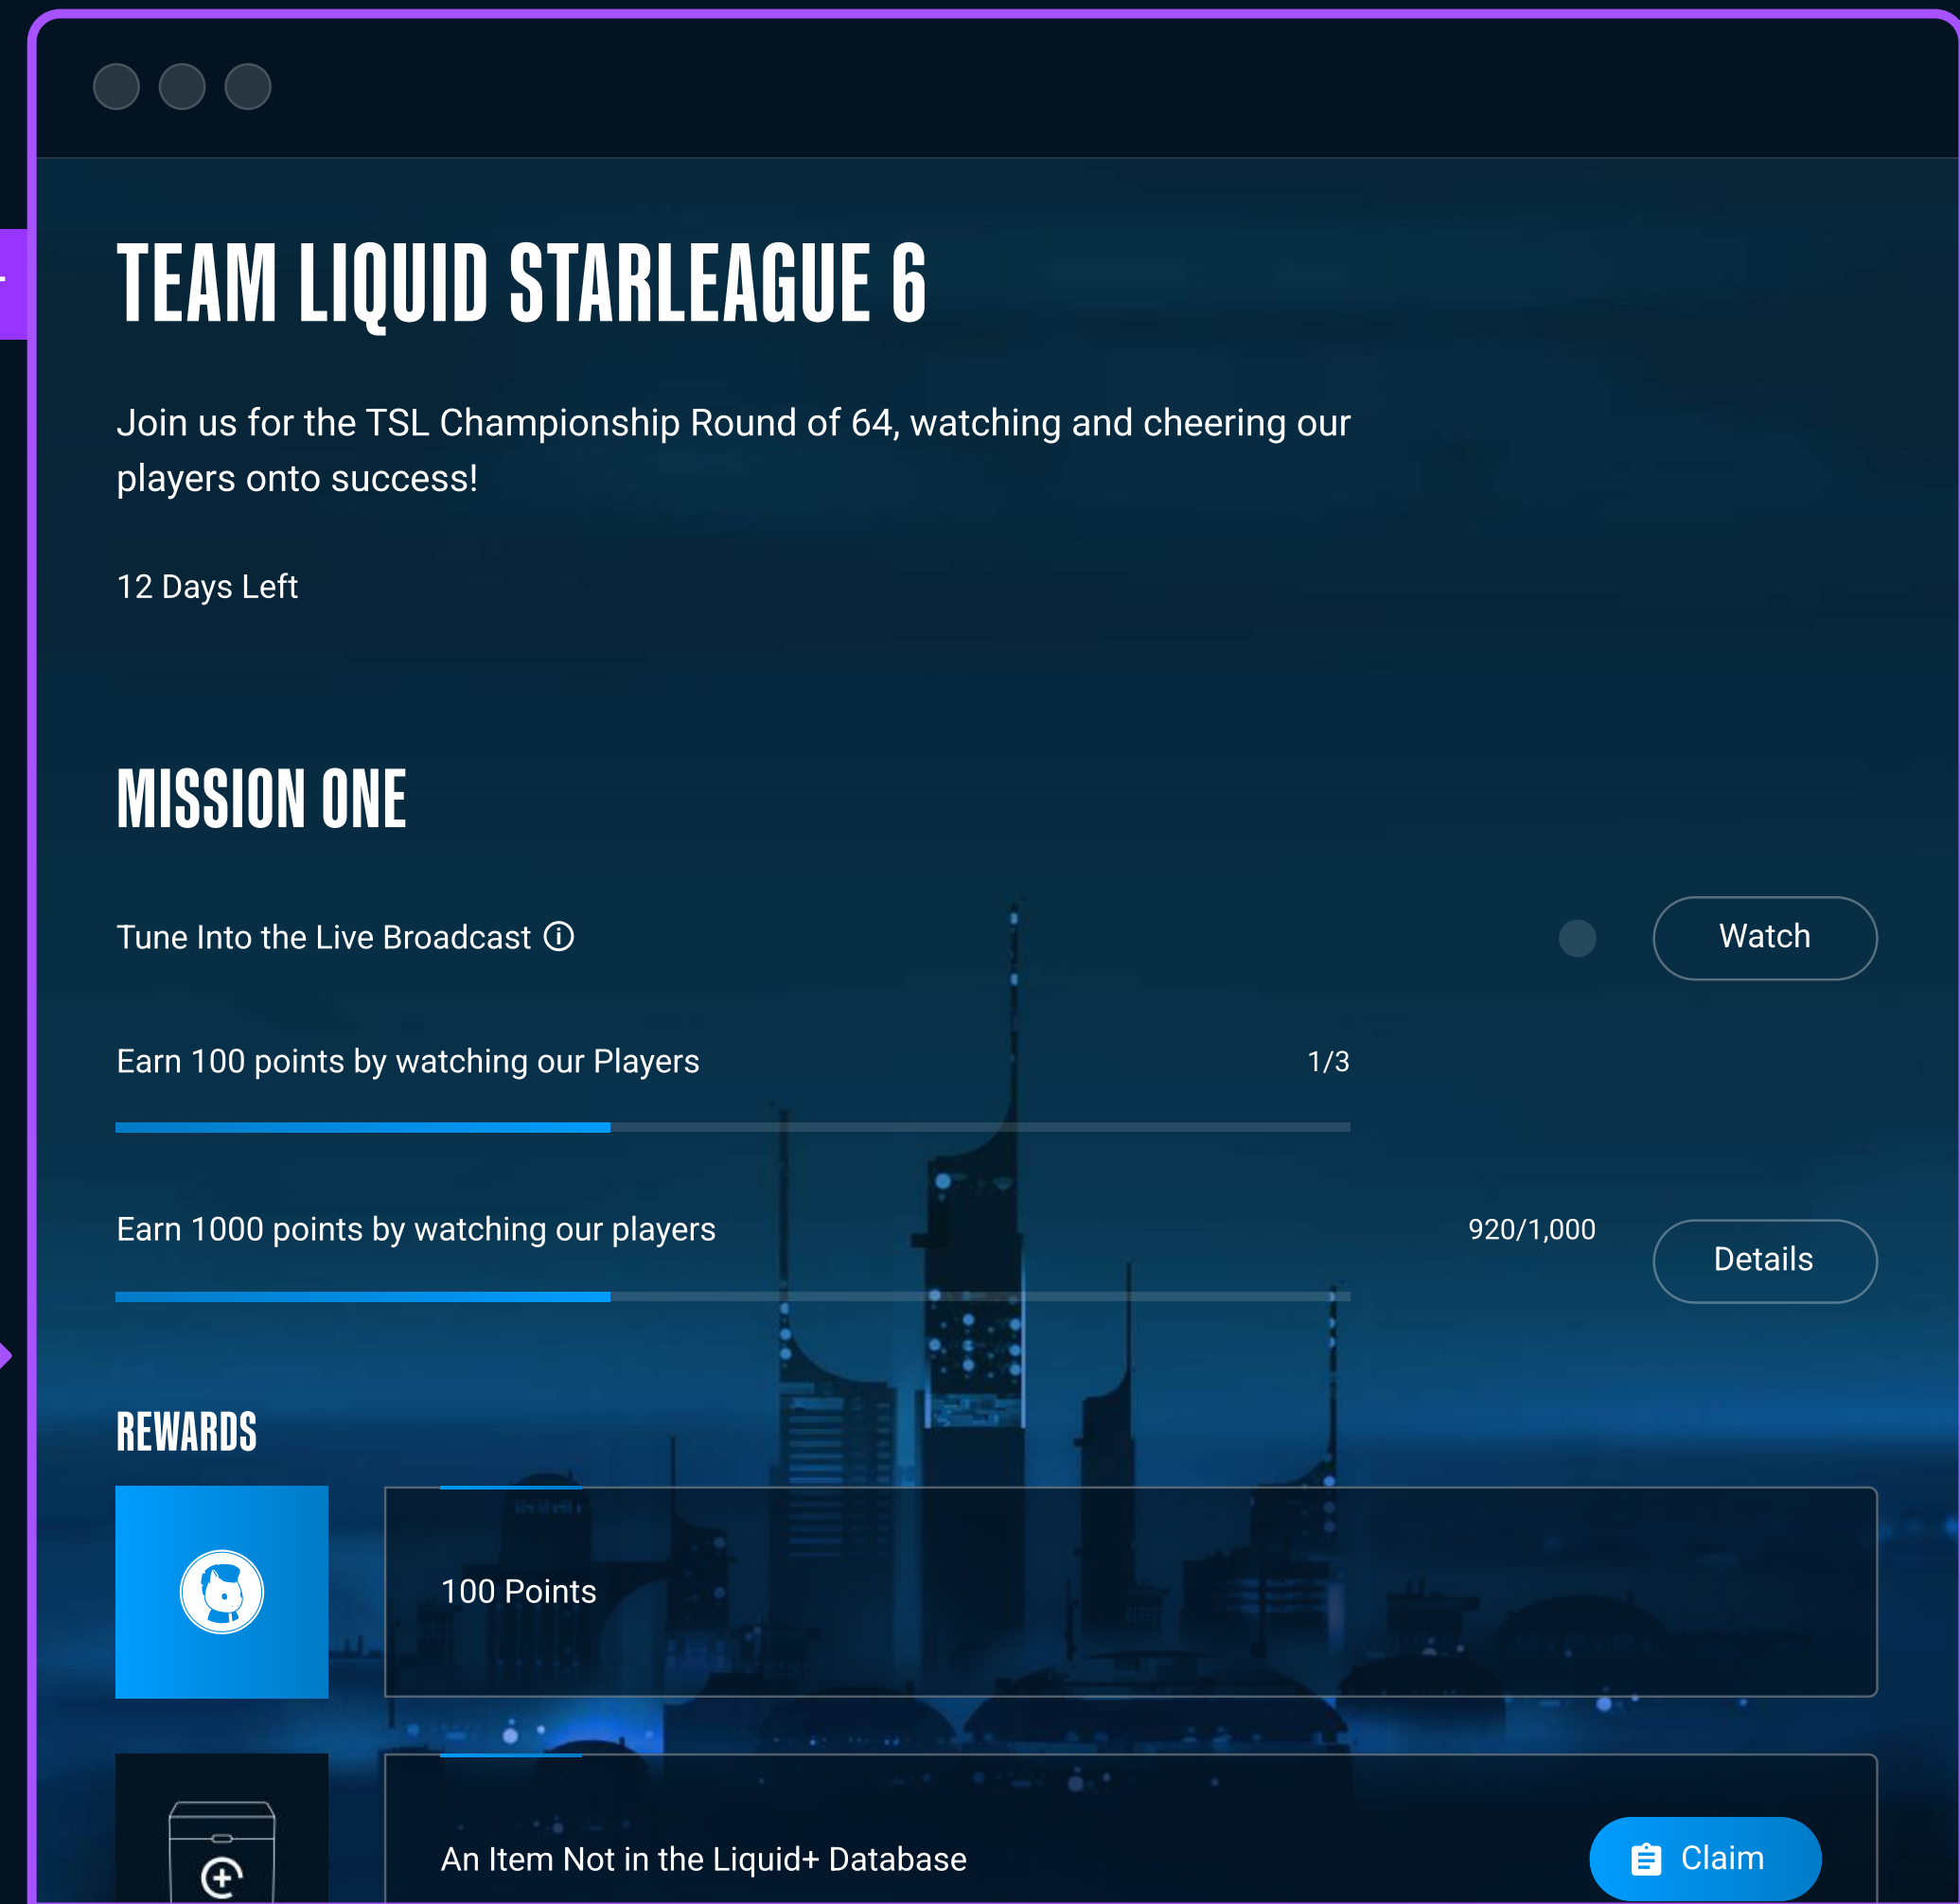 TEAM LIQUID STARLEAGUE 6
Join us for the TSL Championship Round of 64, watching and cheering our
players onto success!
12 Days Left
MISSION ONE
Tune Into the Live Broadcast
Watch
Earn 100 points by watching our Players
1/3
Earn 1000 points by watching our players
920/1,000
Details
REWARDS
100 Points
An Item Not in the Liquid+ Database
Claim